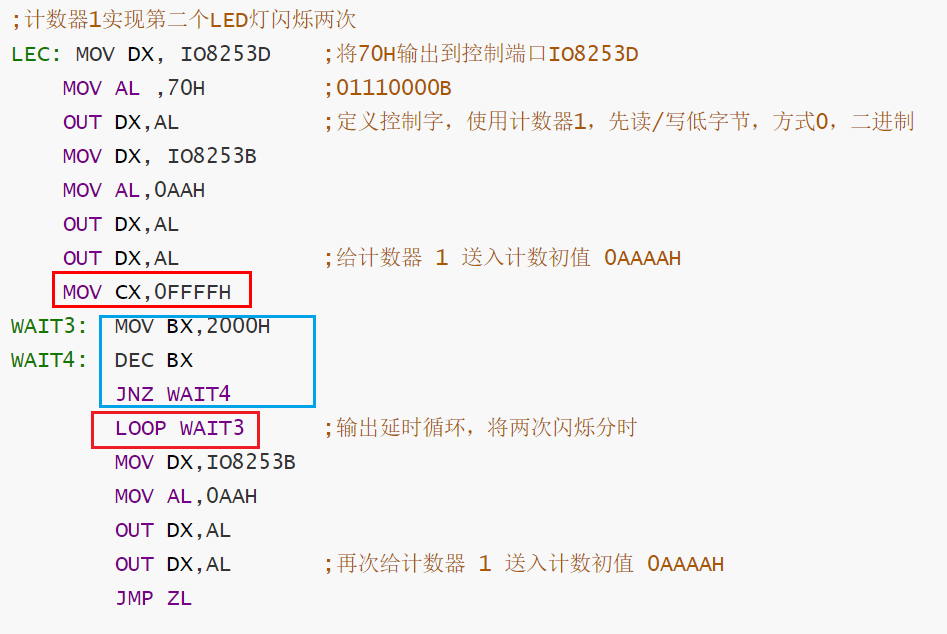 ;计数器1实现第二个LED灯闪烁两次
LEC: MOV DX, IO8253D ;将70H输出到控制端口IO8253D
MOV AL ,70H ;01110000B
OUT DX,AL ;定义控制字，使用计数器1，先读/写低字节，方式0，二进制
MOV DX, IO8253B
MOV AL,0AAH
OUT DX,AL
OUT DX,AL ;给计数器 1 送入计数初值 0AAAAH
MOV CX,0FFFFH
WAIT3: MOV BX,2000H
WAIT4: DEC BX
JNZ WAIT4
LOOP WAIT3 ;输出延时循环，将两次闪烁分时
MOV DX,IO8253B
MOV AL,0AAH
OUT DX,AL
OUT DX,AL ;再次给计数器 1 送入计数初值 0AAAAH
JMP ZL